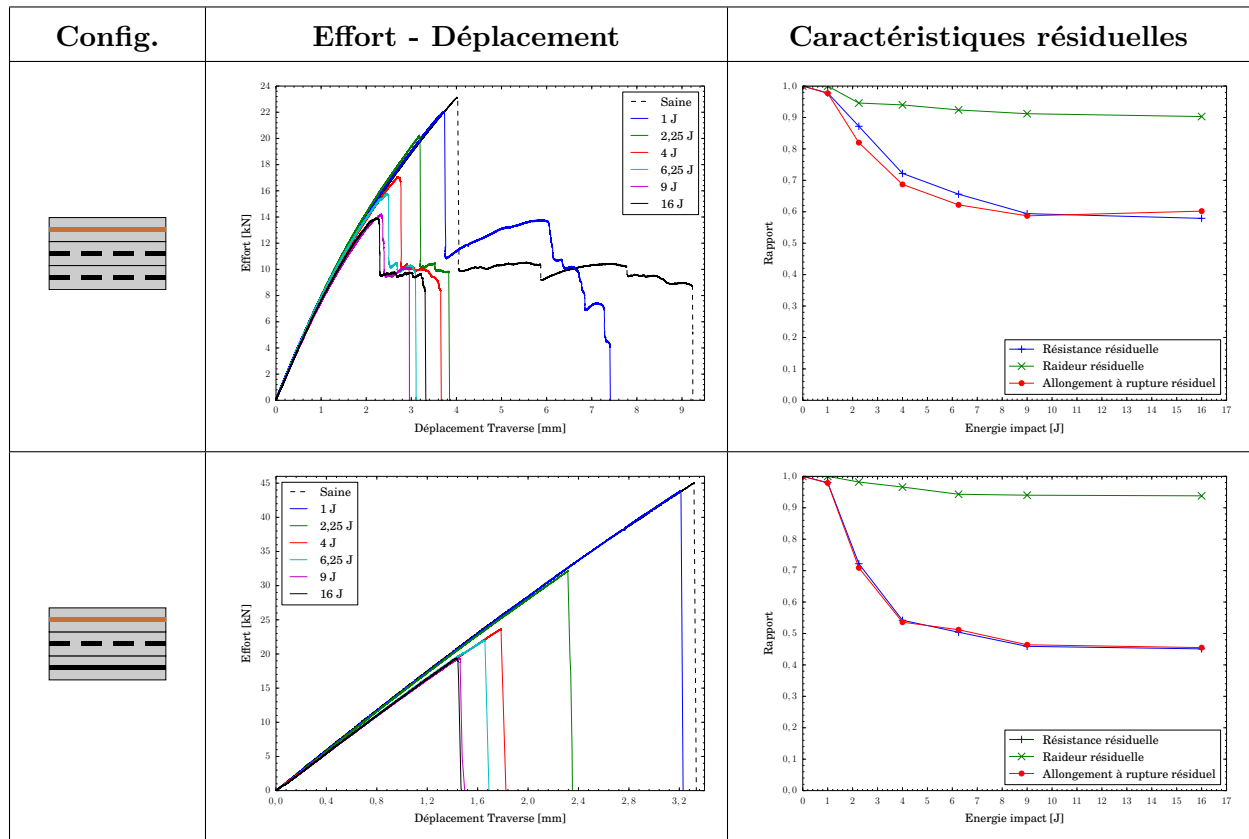 Config.
Effort - Déplacement
Caractéristiques résiduelles
24
22
20
18
16
14
12
10
8
6
4
2
0
Effort [kN]
0
1
2
3
4
5
6
7
8
9
Déplacement Traverse [mm]
Saine
1 J
2,25 J
4 J
6,25 J
9 J
16 J
1,0
0,9
0,8
0,7
0,6
0,5
0,4
0,3
0,2
0,1
0,0
Rapport
0 1 2 3 4 5 6 7 8 9 10 11 12 13 14 15 16 17
Energie impact [J]
Résistance résiduelle
Raideur résiduelle
Allongement à rupture résiduel
45
40
35
30
25
20
15
10
5
0
Effort [kN]
0,0
0,4
0,8
1,2
1,6
2,0
2,4
2,8
3,2
Déplacement Traverse [mm]
Saine
1 J
2,25 J
4 J
6,25 J
9 J
16 J
1,0
0,9
0,8
0,7
0,6
0,5
0,4
0,3
0,2
0,1
0,0
Rapport
0 1 2 3 4 5 6 7 8 9 10 11 12 13 14 15 16 17
Energie impact [J]
Résistance résiduelle
Raideur résiduelle
Allongement à rupture résiduel